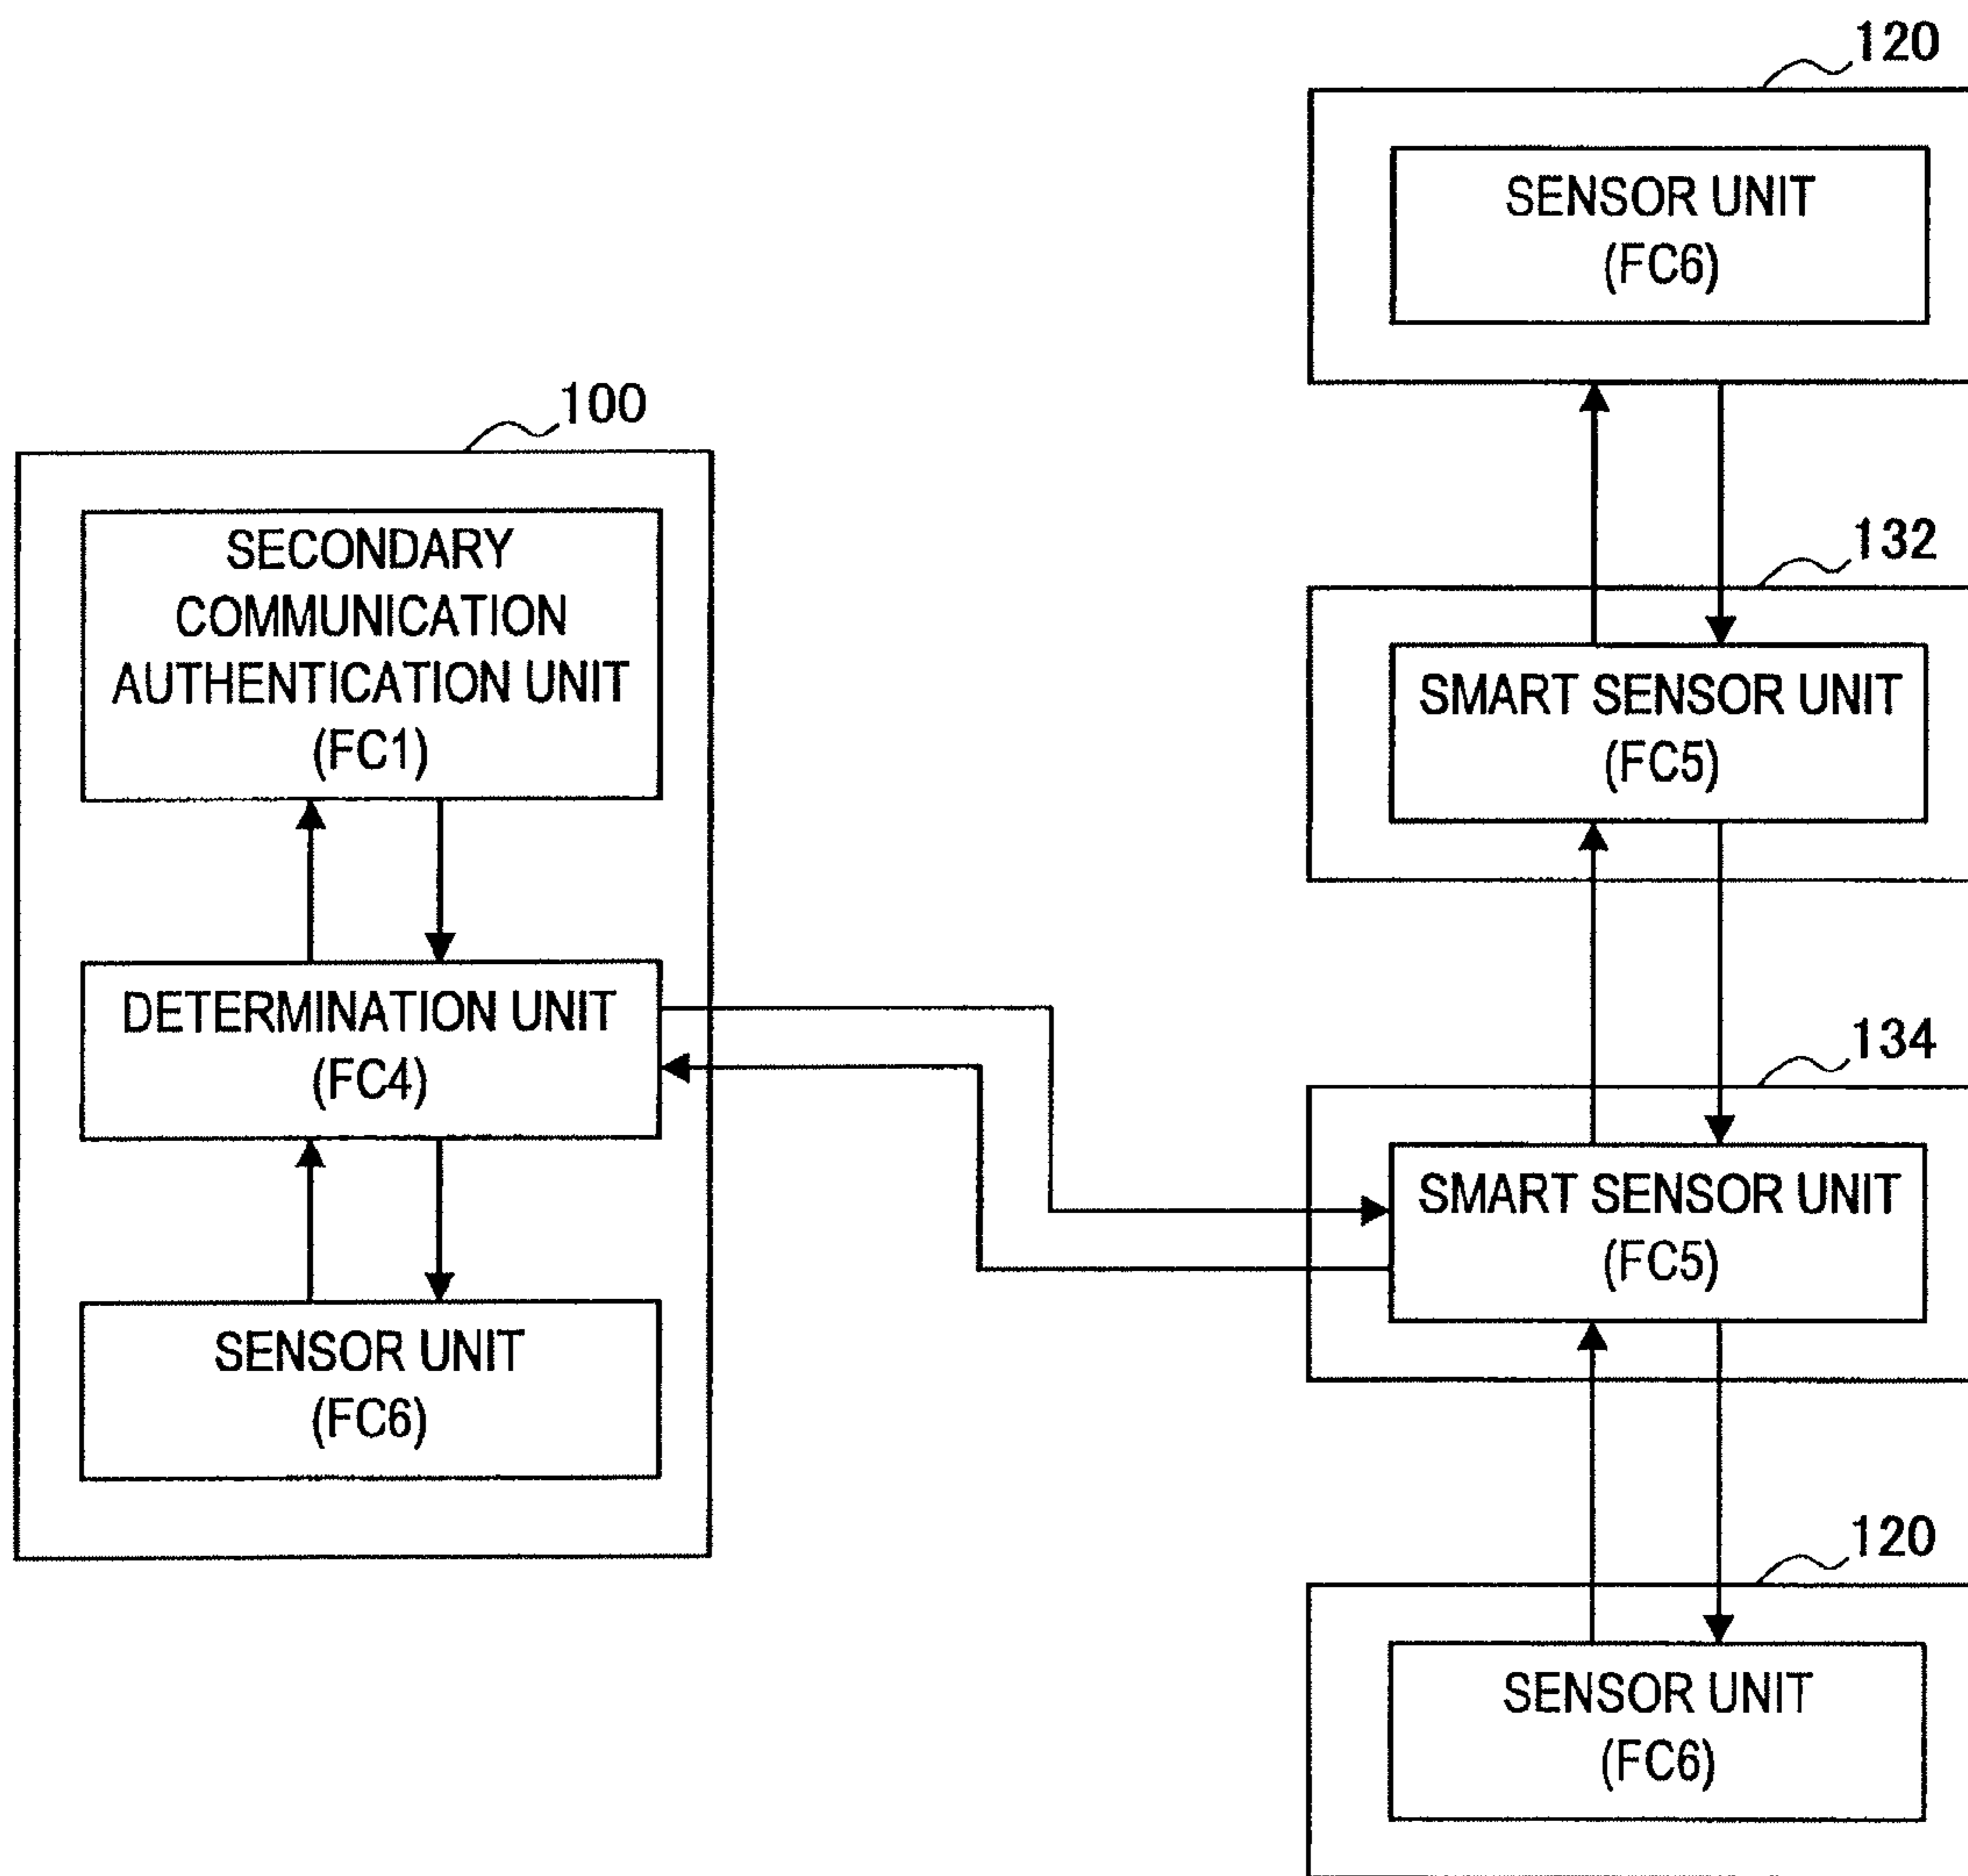 120
SENSOR UNIT
(FC6)
100
SECONDARY
COMMUNICATION
AUTHENTICATION UNIT
(FC1)
132
SMART SENSOR UNIT
(FC5)
DETERMINATION UNIT
(FC4)
134
SMART SENSOR UNIT
(FC5)
SENSOR UNIT
(FC6)
120
SENSOR UNIT
(FC6)